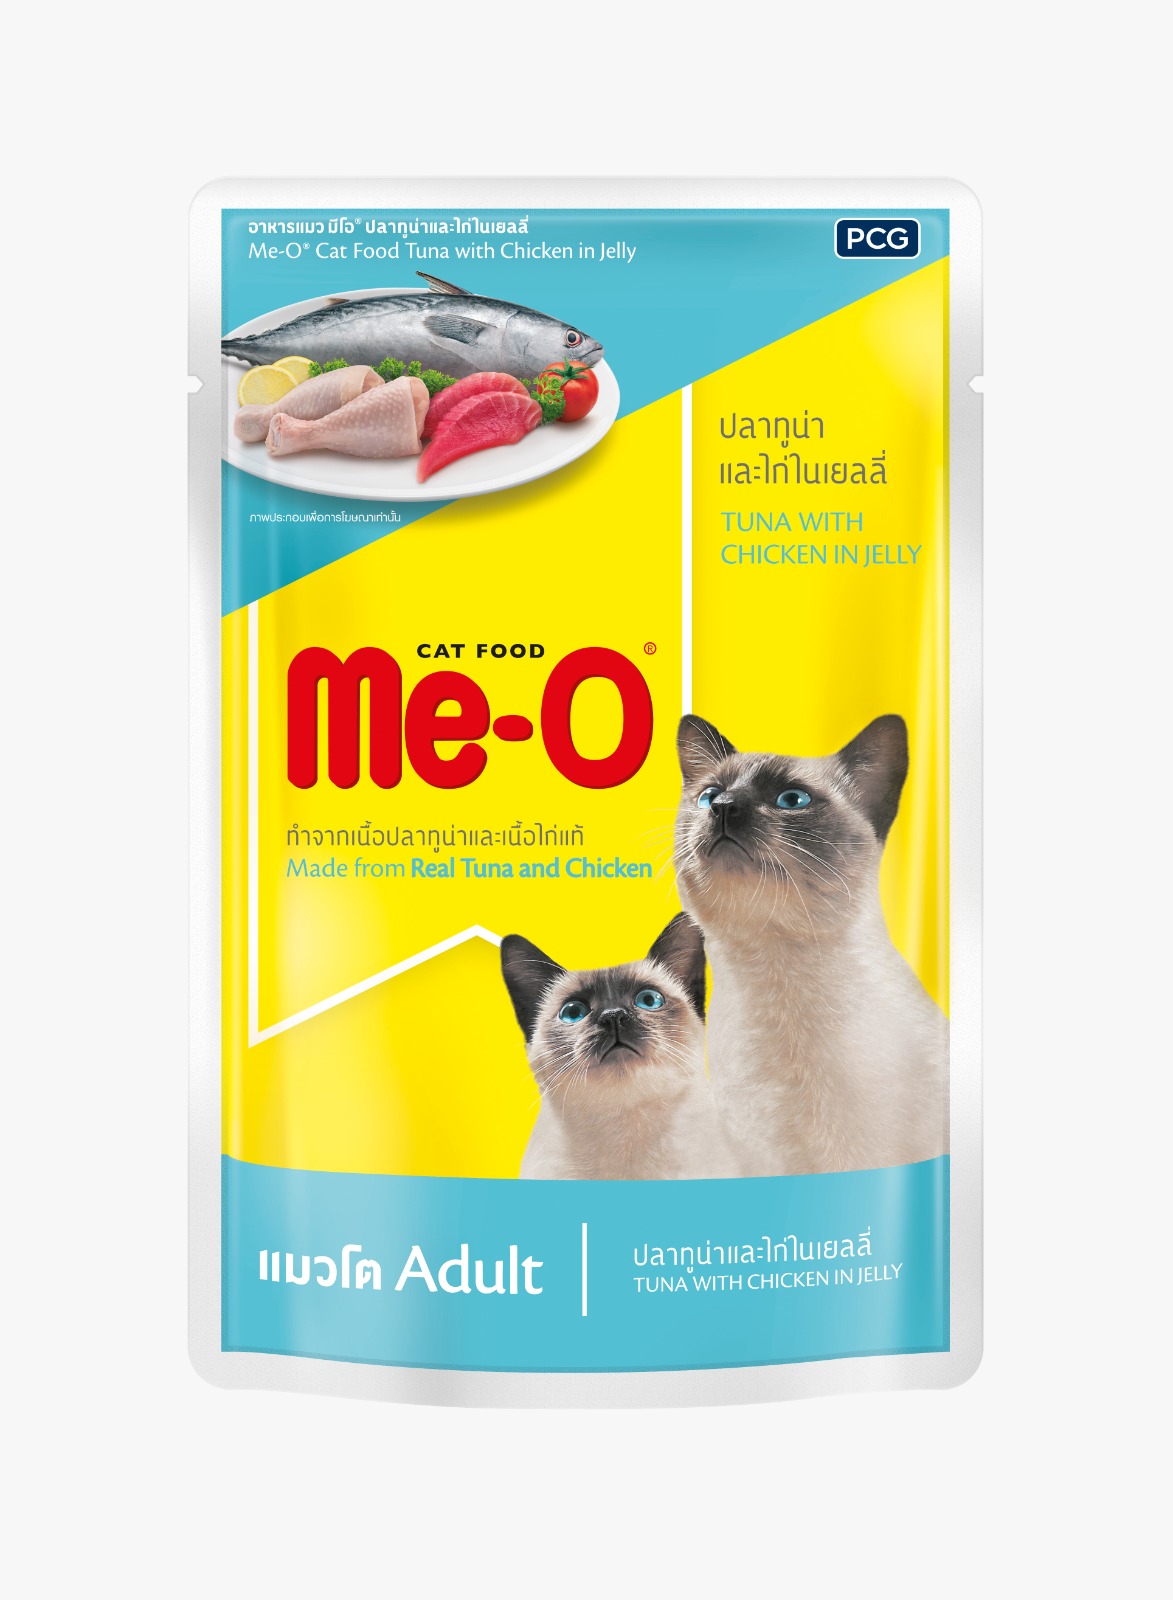 อาหารแมว มีโอ® ปลาทูน่าและไก่ในเยลลี่
Me-O® Cat Food Tuna with Chicken in Jelly
PCG
ภาพประกอบเพื่อการโฆษณาเท่านั้น
ปลาทูน่า
และไก่ในเยลลี่
TUNA WITH
CHICKEN IN JELLY
CAT FOOD
Me-O®
ทำจากเนื้อปลาทูน่าและเนื้อไก่แท้
Made from Real Tuna and Chicken
แมวโต Adult
ปลาทูน่าและไก่ในเยลลี่
TUNA WITH CHICKEN IN JELLY